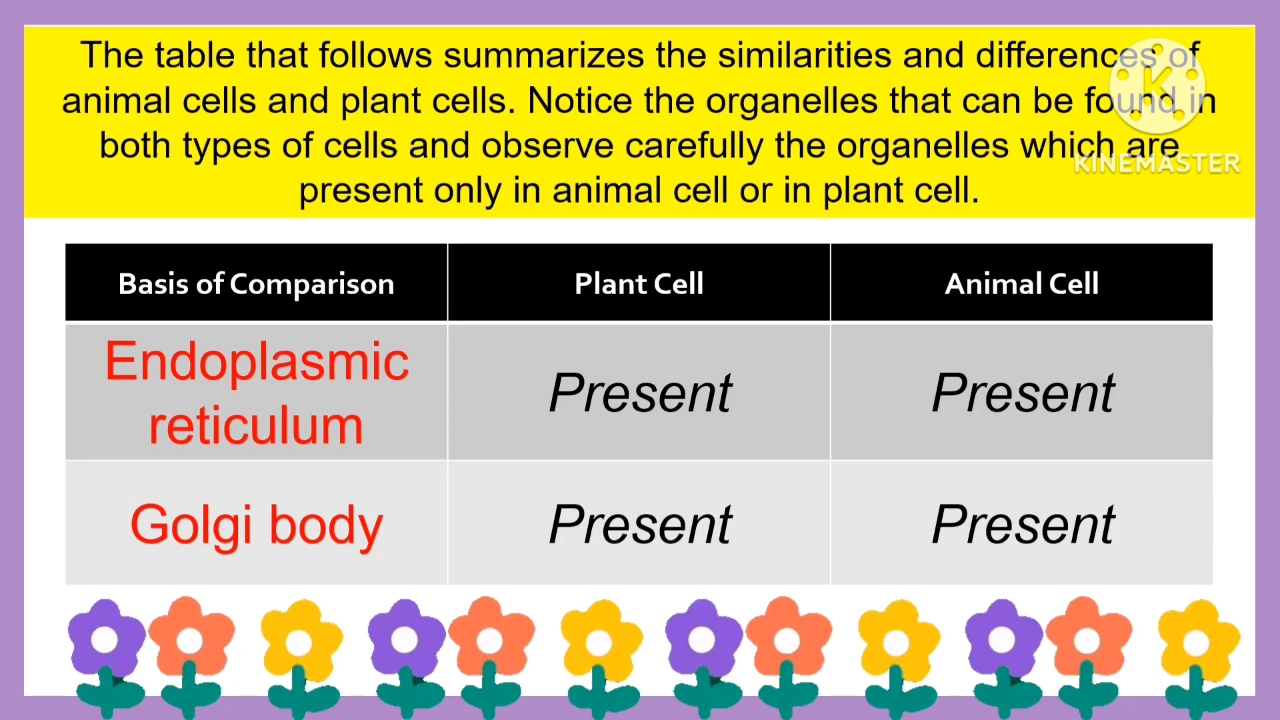 The table that follows summarizes the similarities and differences of
animal cells and plant cells. Notice the organelles that can be found in
both types of cells and observe carefully the organelles which are
present only in animal cell or in plant cell.
K
KINEMASTER
Basis of Comparison Plant Cell Animal Cell
Endoplasmic
reticulum Present Present
Golgi body Present Present